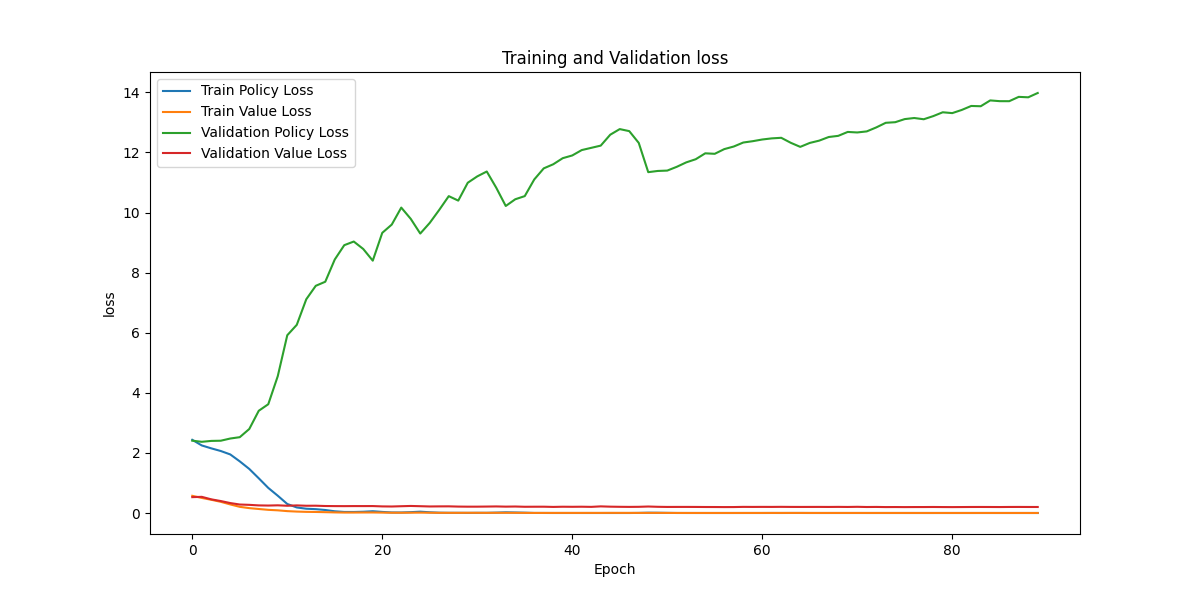 Training and Validation loss
Train Policy Loss
Train Value Loss
Validation Policy Loss
Validation Value Loss
14
12
10
8
6
4
2
0
loss
0 20 40 60 80
Epoch